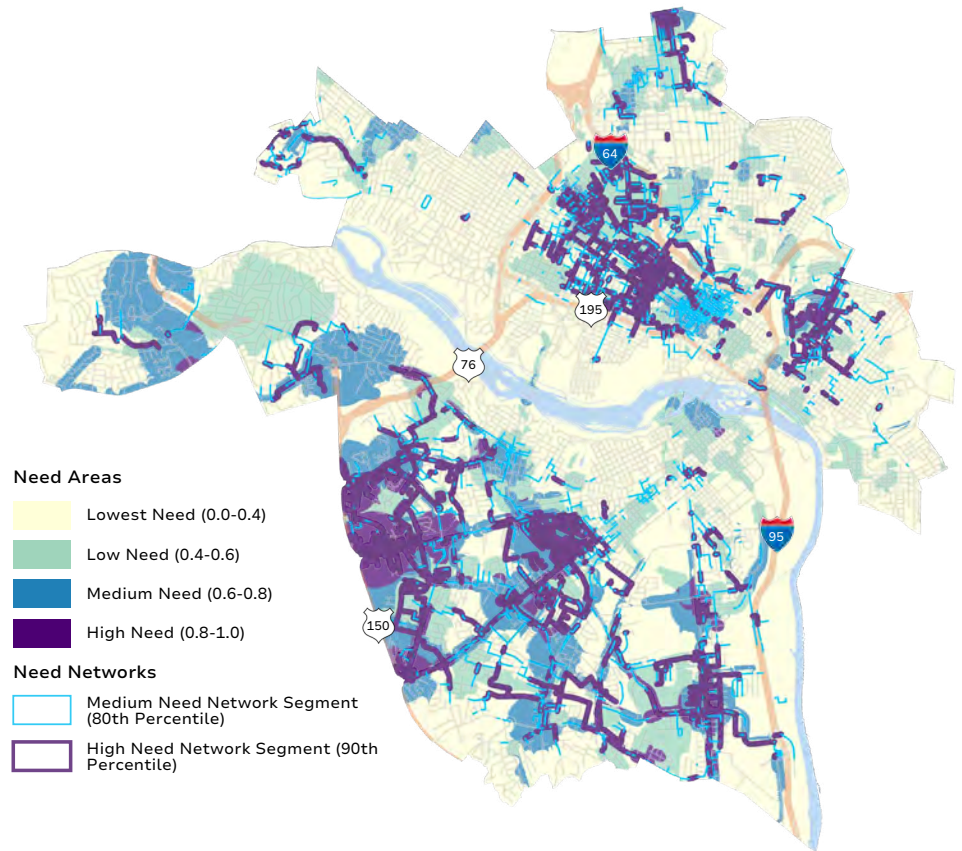 64
195
76
95
150
Need Areas
Lowest Need (0.0-0.4)
Low Need (0.4-0.6)
Medium Need (0.6-0.8)
High Need (0.8-1.0)
Need Networks
Medium Need Network Segment
(80th Percentile)
High Need Network Segment (90th
Percentile)